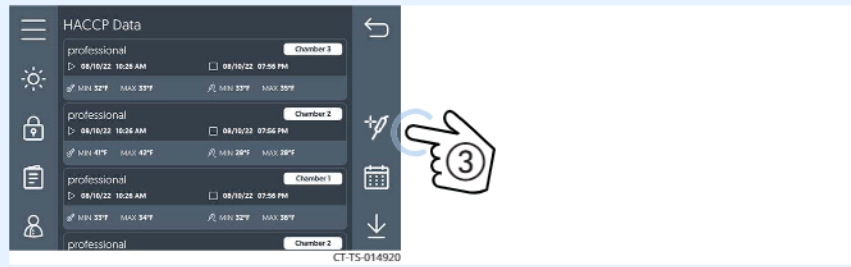 HACCP Data
professional Chamber 3
08/10/22 10:26 AM 08/10/22 07:56 PM
MIN 32°F MAX 33°F MIN 33°F MAX 35°F
professional Chamber 2
08/10/22 10:26 AM 08/10/22 07:56 PM
MIN 41°F MAX 42°F MIN 28°F MAX 28°F
professional Chamber 1
08/10/22 10:26 AM 08/10/22 07:56 PM
MIN 33°F MAX 34°F MIN 32°F MAX 36°F
professional Chamber 2
3
CT-TS-014920